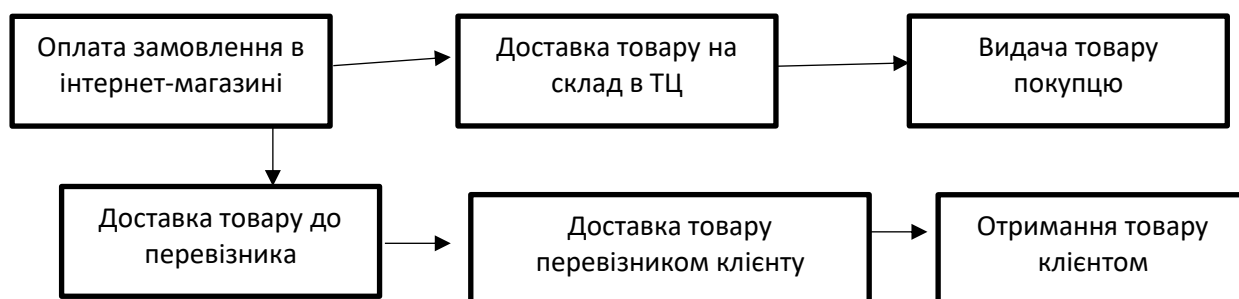 Оплата замовлення в
інтернет-магазині
Доставка товару на
склад в ТЦ
Видача товару
покупцю
Доставка товару до
перевізника
Доставка товару
перевізником клієнту
Отримання товару
клієнтом